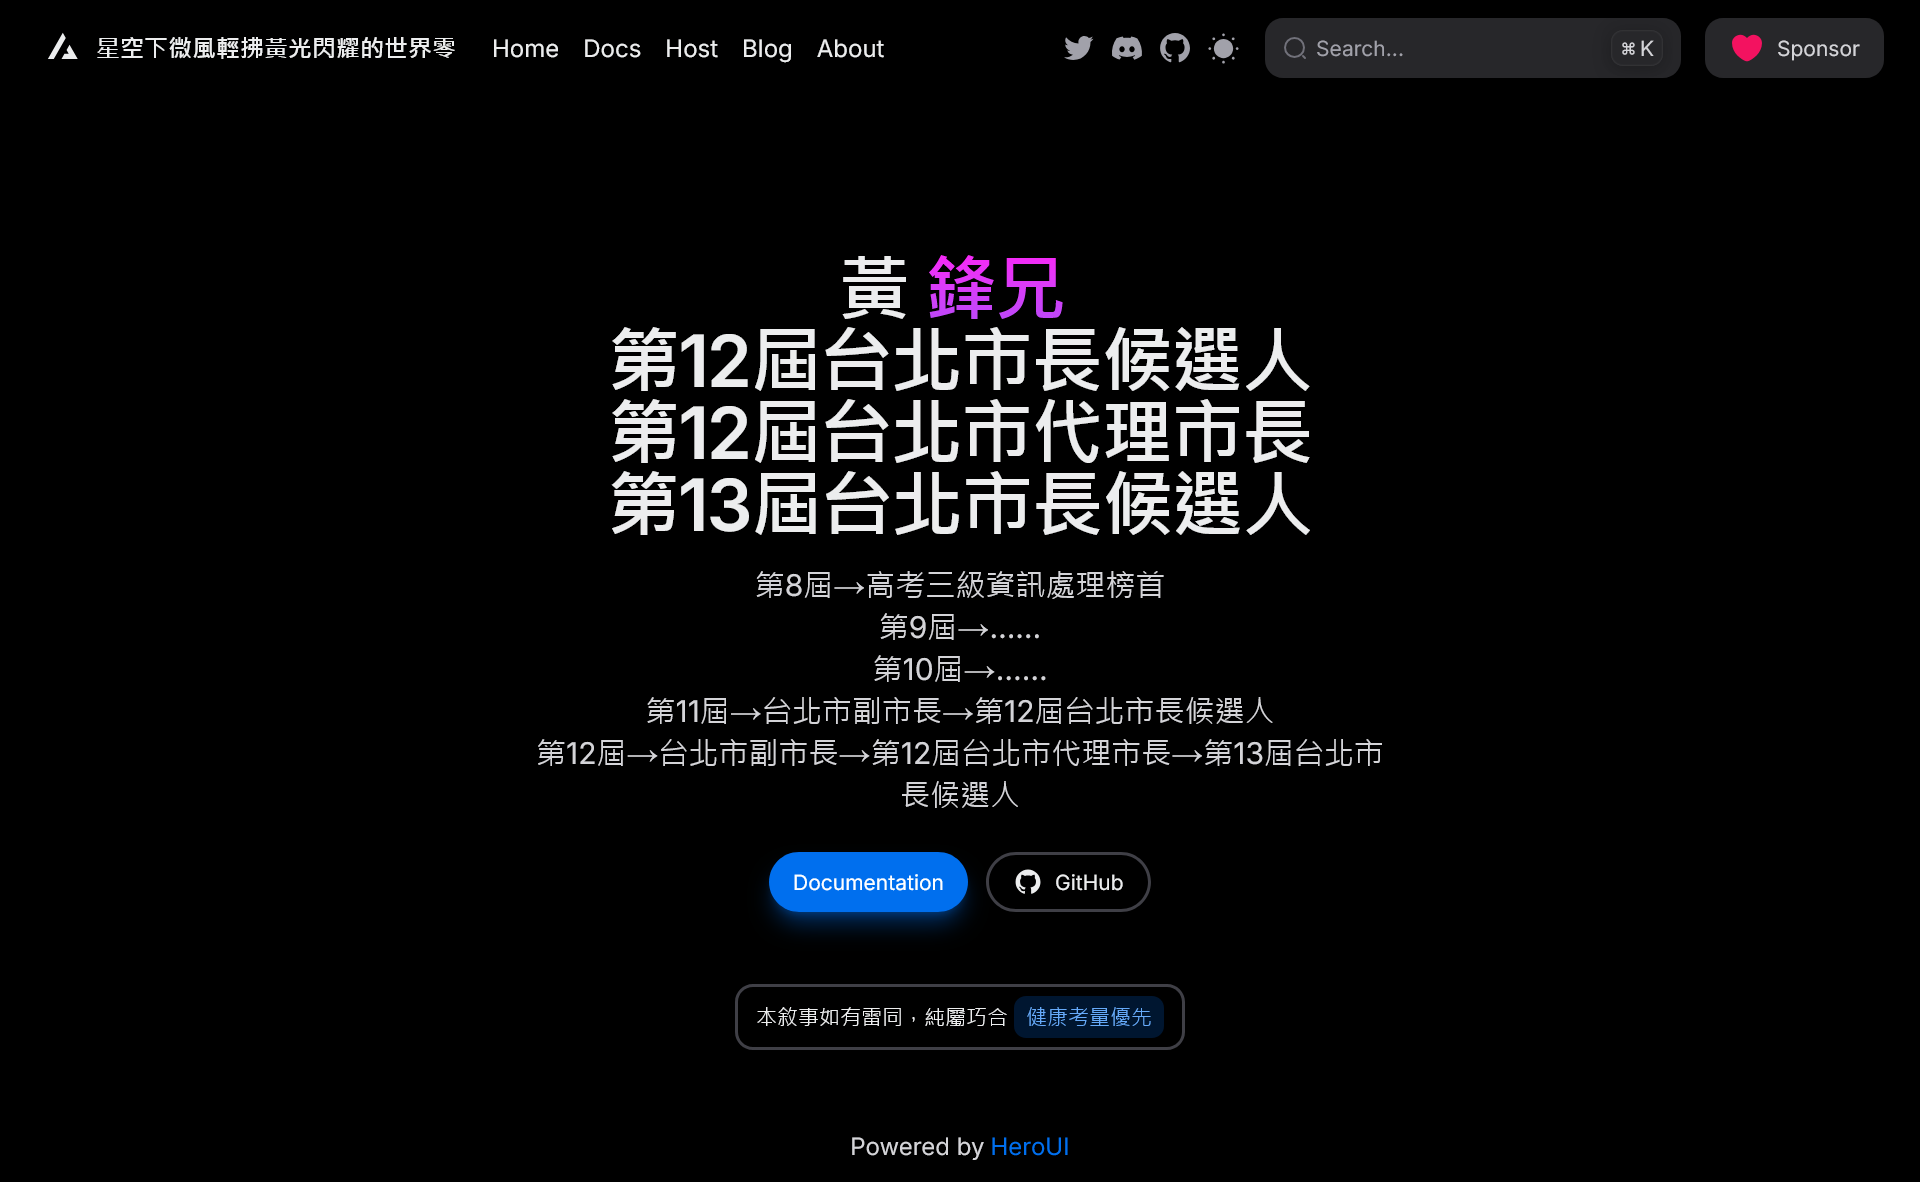 星空下微風輕拂黃光閃耀的世界零 Home Docs Host Blog About Search... ⌘K Sponsor
黃 鋒兄
第12屆台北市長候選人
第12屆台北市代理市長
第13屆台北市長候選人
第8屆→高考三級資訊處理榜首
第9屆→......
第10屆→......
第11屆→台北市副市長→第12屆台北市長候選人
第12屆→台北市副市長→第12屆台北市代理市長→第13屆台北市
長候選人
Documentation GitHub
本敘事如有雷同，純屬巧合 健康考量優先
Powered by HeroUI